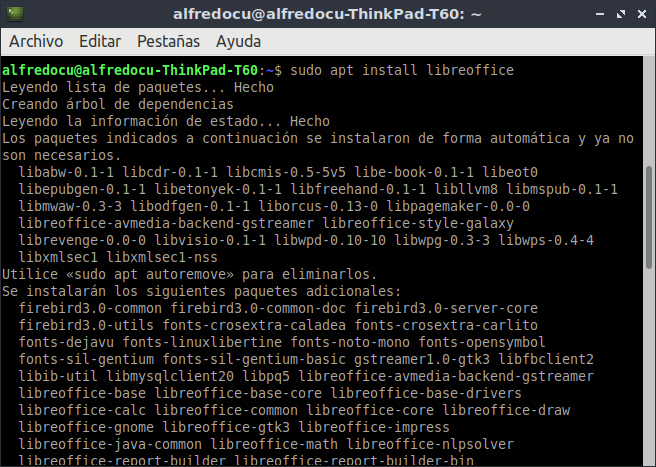 alfredocu@alfredocu-ThinkPad-T60: ~
Archivo Editar Pestañas Ayuda
alfredocu@alfredocu-ThinkPad-T60:~$ sudo apt install libreoffice
Leyendo lista de paquetes... Hecho
Creando árbol de dependencias
Leyendo la información de estado... Hecho
Los paquetes indicados a continuación se instalaron de forma automática y ya no
son necesarios.
  libabw-0.1-1 libcdr-0.1-1 libcmis-0.5-5v5 libe-book-0.1-1 libeot0
  libepubgen-0.1-1 libetonyek-0.1-1 libfreehand-0.1-1 libllvm8 libmspub-0.1-1
  libmwaw-0.3-3 libodfgen-0.1-1 liborcus-0.13-0 libpagemaker-0.0-0
  libreoffice-avmedia-backend-gstreamer libreoffice-style-galaxy
  librevenge-0.0-0 libvisio-0.1-1 libwpd-0.10-10 libwpg-0.3-3 libwps-0.4-4
  libxmlsec1 libxmlsec1-nss
Utilice «sudo apt autoremove» para eliminarlos.
Se instalarán los siguientes paquetes adicionales:
  firebird3.0-common firebird3.0-common-doc firebird3.0-server-core
  firebird3.0-utils fonts-crosextra-caladea fonts-crosextra-carlito
  fonts-dejavu fonts-linuxlibertine fonts-noto-mono fonts-opensymbol
  fonts-sil-gentium fonts-sil-gentium-basic gstreamer1.0-gtk3 libfbclient2
  libib-util libmysqlclient20 libpq5 libreoffice-avmedia-backend-gstreamer
  libreoffice-base libreoffice-base-core libreoffice-base-drivers
  libreoffice-calc libreoffice-common libreoffice-core libreoffice-draw
  libreoffice-gnome libreoffice-gtk3 libreoffice-impress
  libreoffice-java-common libreoffice-math libreoffice-nlpsolver
  libreoffice-report-builder libreoffice-report-builder-bin